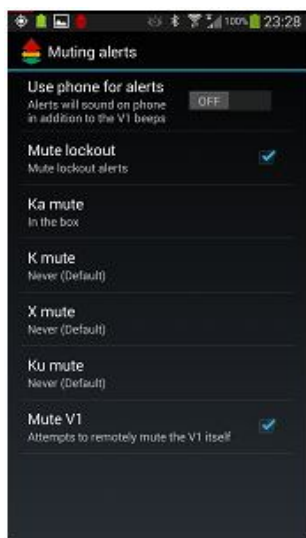 100% 23:28
Muting alerts
Use phone for alerts
Alerts will sound on phone
in addition to the V1 beeps
OFF
Mute lockout
Mute lockout alerts
Ka mute
In the box
K mute
Never (Default)
X mute
Never (Default)
Ku mute
Never (Default)
Mute V1
Attempts to remotely mute the V1 itself